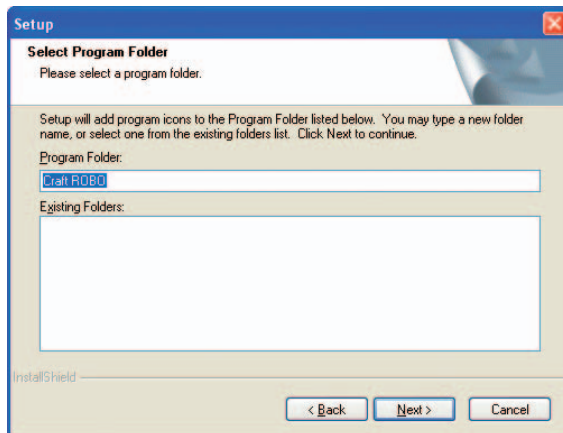 Setup
Select Program Folder
Please select a program folder.
Setup will add program icons to the Program Folder listed below. You may type a new folder
name, or select one from the existing folders list. Click Next to continue.
Program Folder:
Craft ROBO
Existing Folders:
InstallShield
< Back Next > Cancel